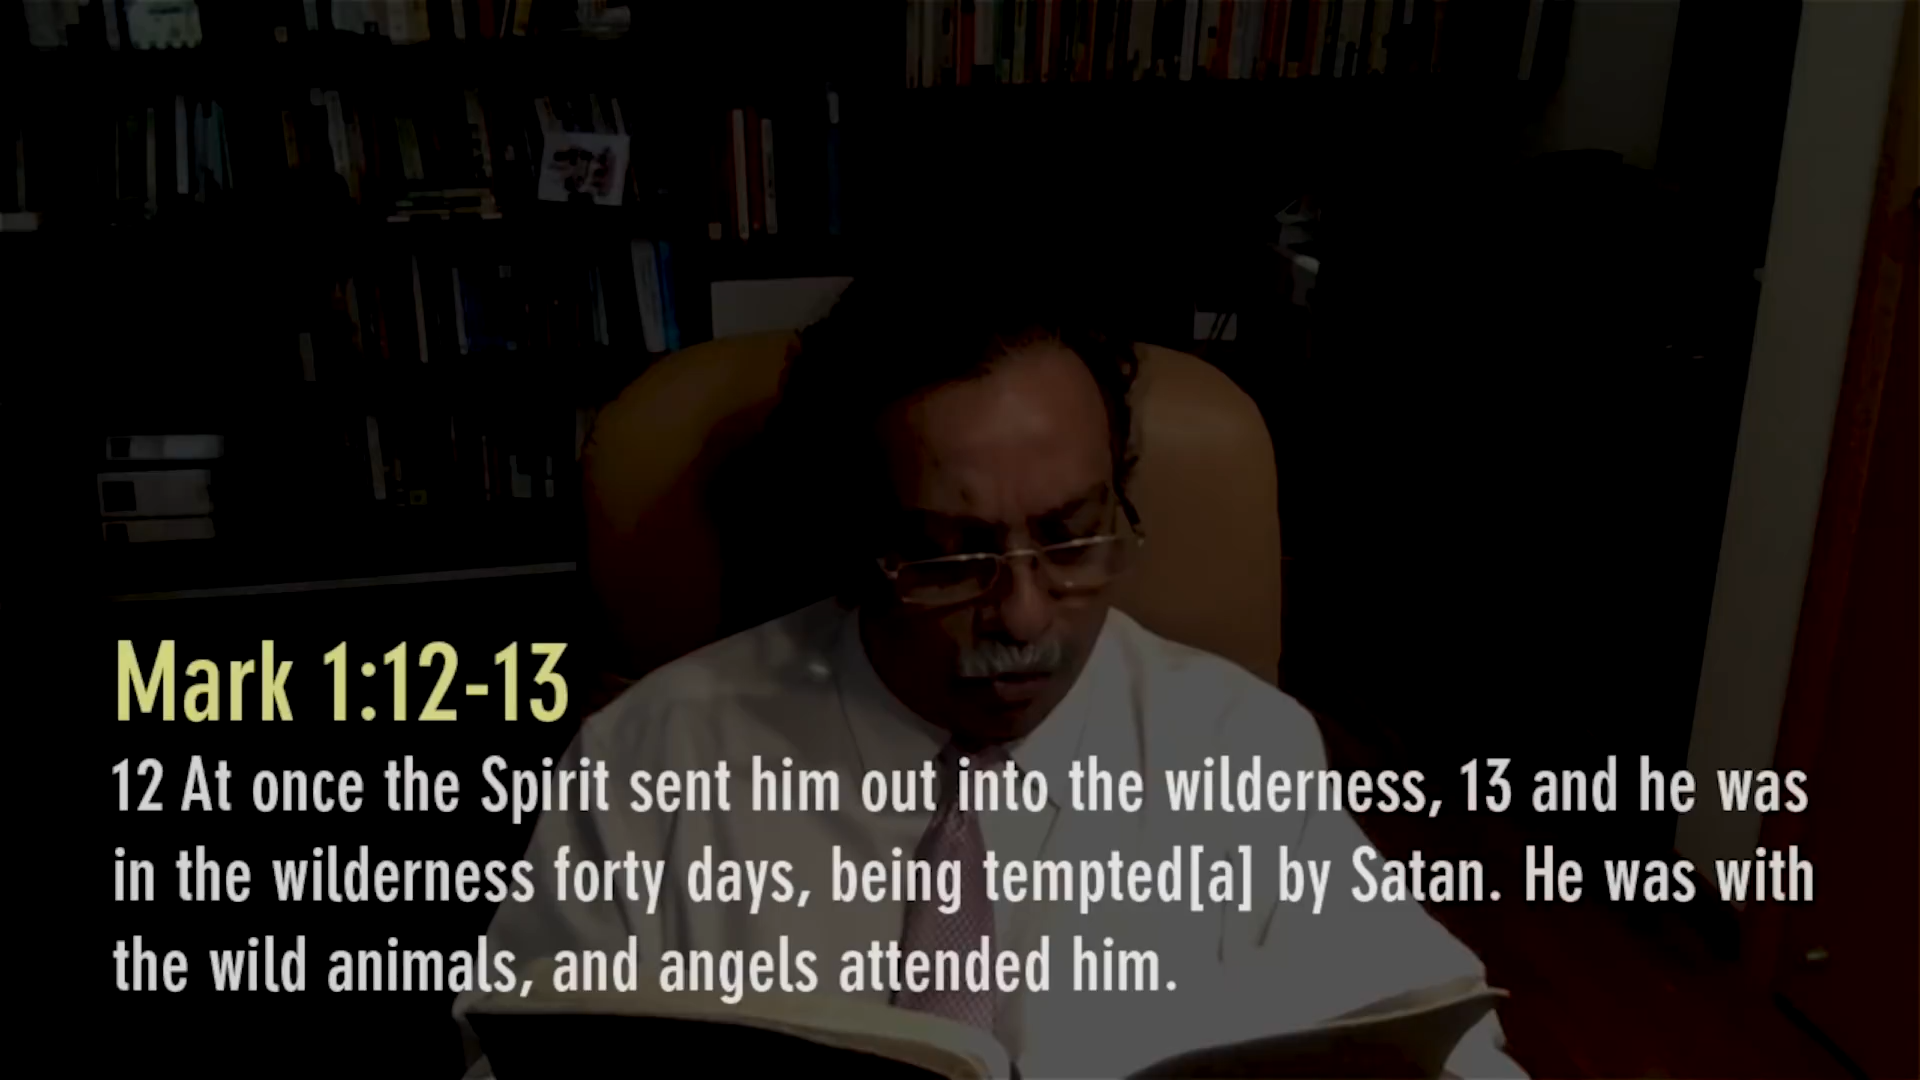 Mark 1:12-13
12 At once the Spirit sent him out into the wilderness, 13 and he was
in the wilderness forty days, being tempted[a] by Satan. He was with
the wild animals, and angels attended him.